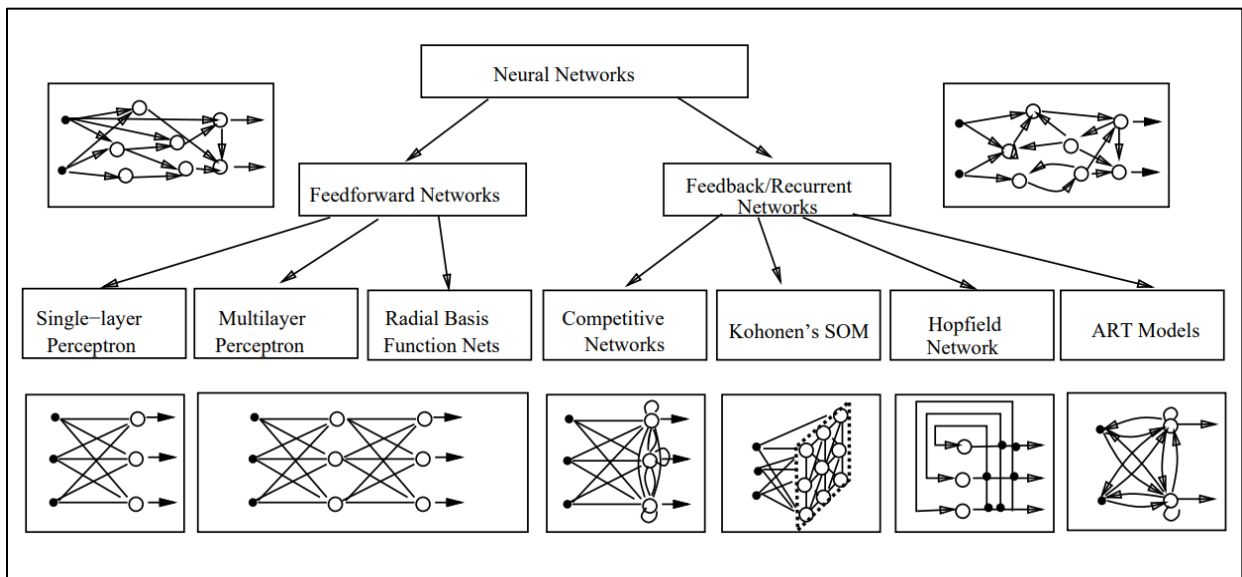 Neural Networks
Feedforward Networks
Feedback/Recurrent
Networks
Single−layer
Perceptron
Multilayer
Perceptron
Radial Basis
Function Nets
Competitive
Networks
Kohonen's SOM
Hopfield
Network
ART Models